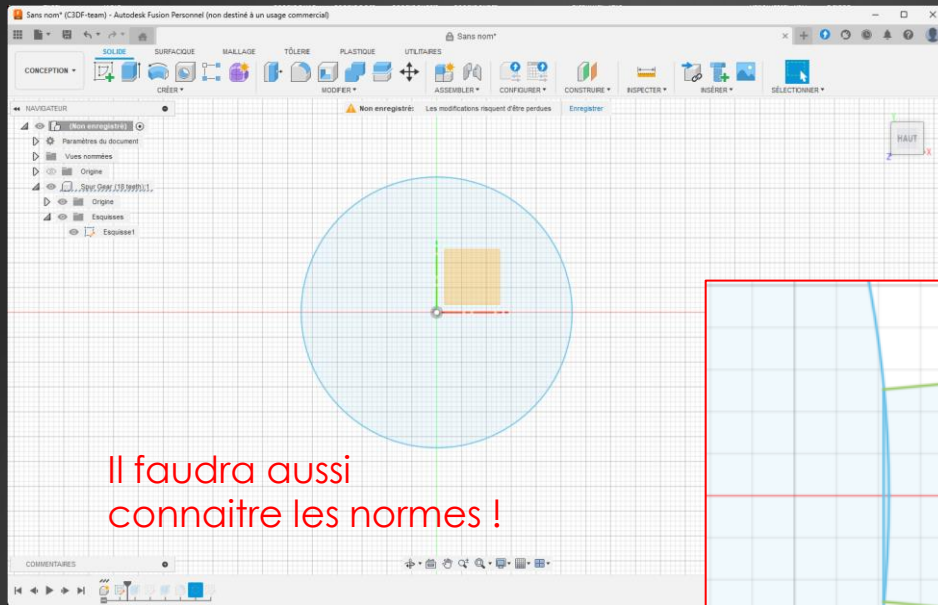 Sans nom* (C3DF-team) - Autodesk Fusion Personnel (non destiné à un usage commercial)
Sans nom*
SOLIDE SURFACIQUE MAILLAGE TÔLERIE PLASTIQUE UTILITAIRES
CONCEPTION
CRÉER MODIFIER ASSEMBLER CONFIGURER CONSTRUIRE INSPECTER INSÉRER SÉLECTIONNER
NAVIGATEUR
Non enregistré: Les modifications risquent d'être perdues Enregistrer
(Non enregistré)
Paramètres du document
Vues nommées
Origine
Spur Gear (18 teeth):1
Origine
Esquisses
Esquisse1
HAUT
Y
X
Z
Il faudra aussi
connaitre les normes !
COMMENTAIRES